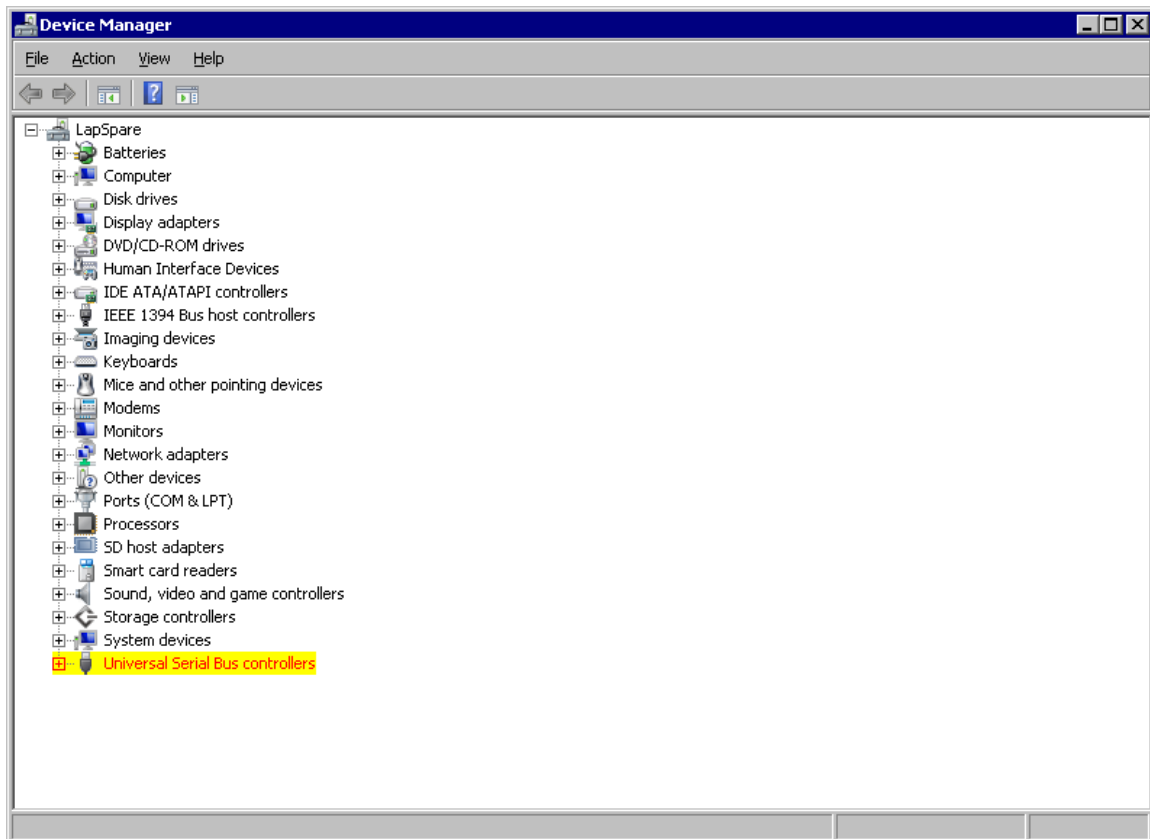 Device Manager
File Action View Help
LapSpare
Batteries
Computer
Disk drives
Display adapters
DVD/CD-ROM drives
Human Interface Devices
IDE ATA/ATAPI controllers
IEEE 1394 Bus host controllers
Imaging devices
Keyboards
Mice and other pointing devices
Modems
Monitors
Network adapters
Other devices
Ports (COM & LPT)
Processors
SD host adapters
Smart card readers
Sound, video and game controllers
Storage controllers
System devices
Universal Serial Bus controllers